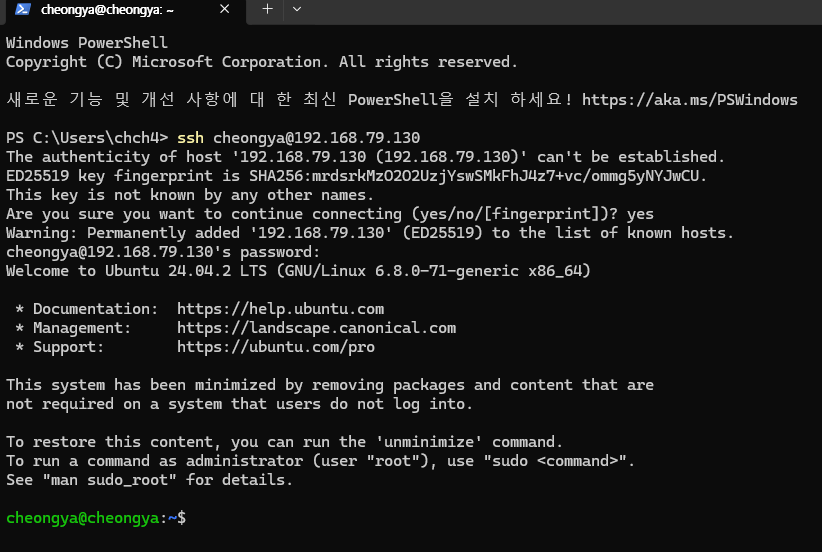 cheongya@cheongya: ~
Windows PowerShell
Copyright (C) Microsoft Corporation. All rights reserved.
새로운 기능 및 개선 사항에 대 한 최신 PowerShell을 설치 하세요! https://aka.ms/PSWindows
PS C:\Users\chch4> ssh cheongya@192.168.79.130
The authenticity of host '192.168.79.130 (192.168.79.130)' can't be established.
ED25519 key fingerprint is SHA256:mrdsrkMzO2O2UzjYswSMkFhJ4z7+vc/ommg5yNYJwCU.
This key is not known by any other names.
Are you sure you want to continue connecting (yes/no/[fingerprint])? yes
Warning: Permanently added '192.168.79.130' (ED25519) to the list of known hosts.
cheongya@192.168.79.130's password:
Welcome to Ubuntu 24.04.2 LTS (GNU/Linux 6.8.0-71-generic x86_64)
* Documentation:  https://help.ubuntu.com
* Management:     https://landscape.canonical.com
* Support:        https://ubuntu.com/pro
This system has been minimized by removing packages and content that are
not required on a system that users do not log into.
To restore this content, you can run the 'unminimize' command.
To run a command as administrator (user "root"), use "sudo <command>".
See "man sudo_root" for details.
cheongya@cheongya:~$